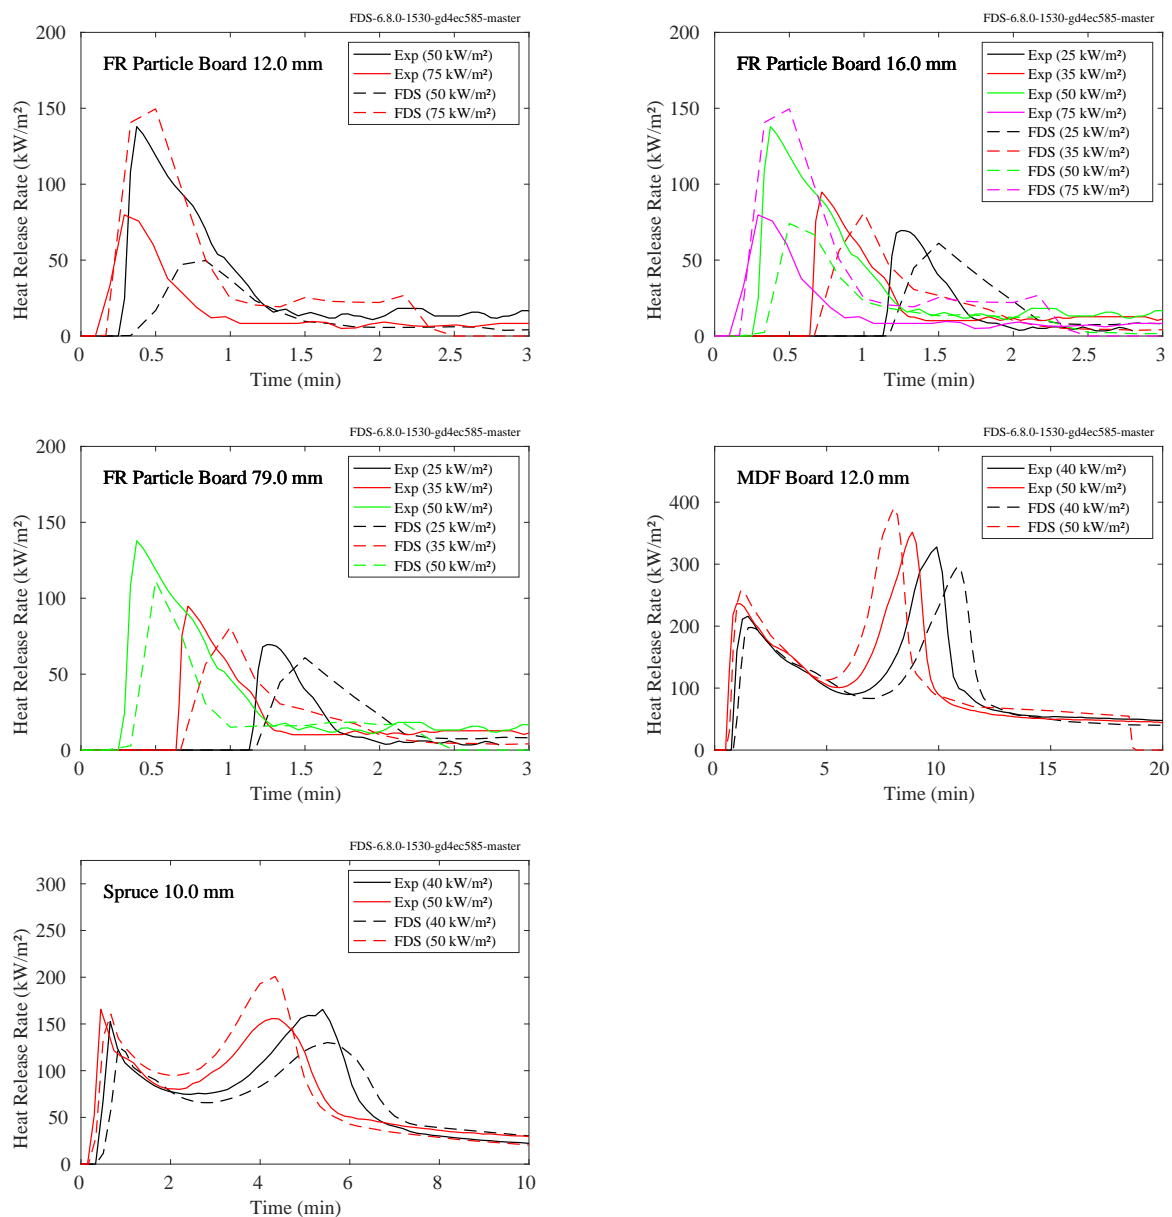 FDS-6.8.0-1530-gd4ec585-master
FR Particle Board 12.0 mm
Exp (50 kW/m²)
Exp (75 kW/m²)
FDS (50 kW/m²)
FDS (75 kW/m²)
Heat Release Rate (kW/m²)
200
150
100
50
0
0 0.5 1 1.5 2 2.5 3
Time (min)
FDS-6.8.0-1530-gd4ec585-master
FR Particle Board 16.0 mm
Exp (25 kW/m²)
Exp (35 kW/m²)
Exp (50 kW/m²)
Exp (75 kW/m²)
FDS (25 kW/m²)
FDS (35 kW/m²)
FDS (50 kW/m²)
FDS (75 kW/m²)
Heat Release Rate (kW/m²)
200
150
100
50
0
0 0.5 1 1.5 2 2.5 3
Time (min)
FDS-6.8.0-1530-gd4ec585-master
FR Particle Board 79.0 mm
Exp (25 kW/m²)
Exp (35 kW/m²)
Exp (50 kW/m²)
FDS (25 kW/m²)
FDS (35 kW/m²)
FDS (50 kW/m²)
Heat Release Rate (kW/m²)
200
150
100
50
0
0 0.5 1 1.5 2 2.5 3
Time (min)
FDS-6.8.0-1530-gd4ec585-master
MDF Board 12.0 mm
Exp (40 kW/m²)
Exp (50 kW/m²)
FDS (40 kW/m²)
FDS (50 kW/m²)
Heat Release Rate (kW/m²)
400
300
200
100
0
0 5 10 15 20
Time (min)
FDS-6.8.0-1530-gd4ec585-master
Spruce 10.0 mm
Exp (40 kW/m²)
Exp (50 kW/m²)
FDS (40 kW/m²)
FDS (50 kW/m²)
Heat Release Rate (kW/m²)
300
250
200
150
100
50
0
0 2 4 6 8 10
Time (min)